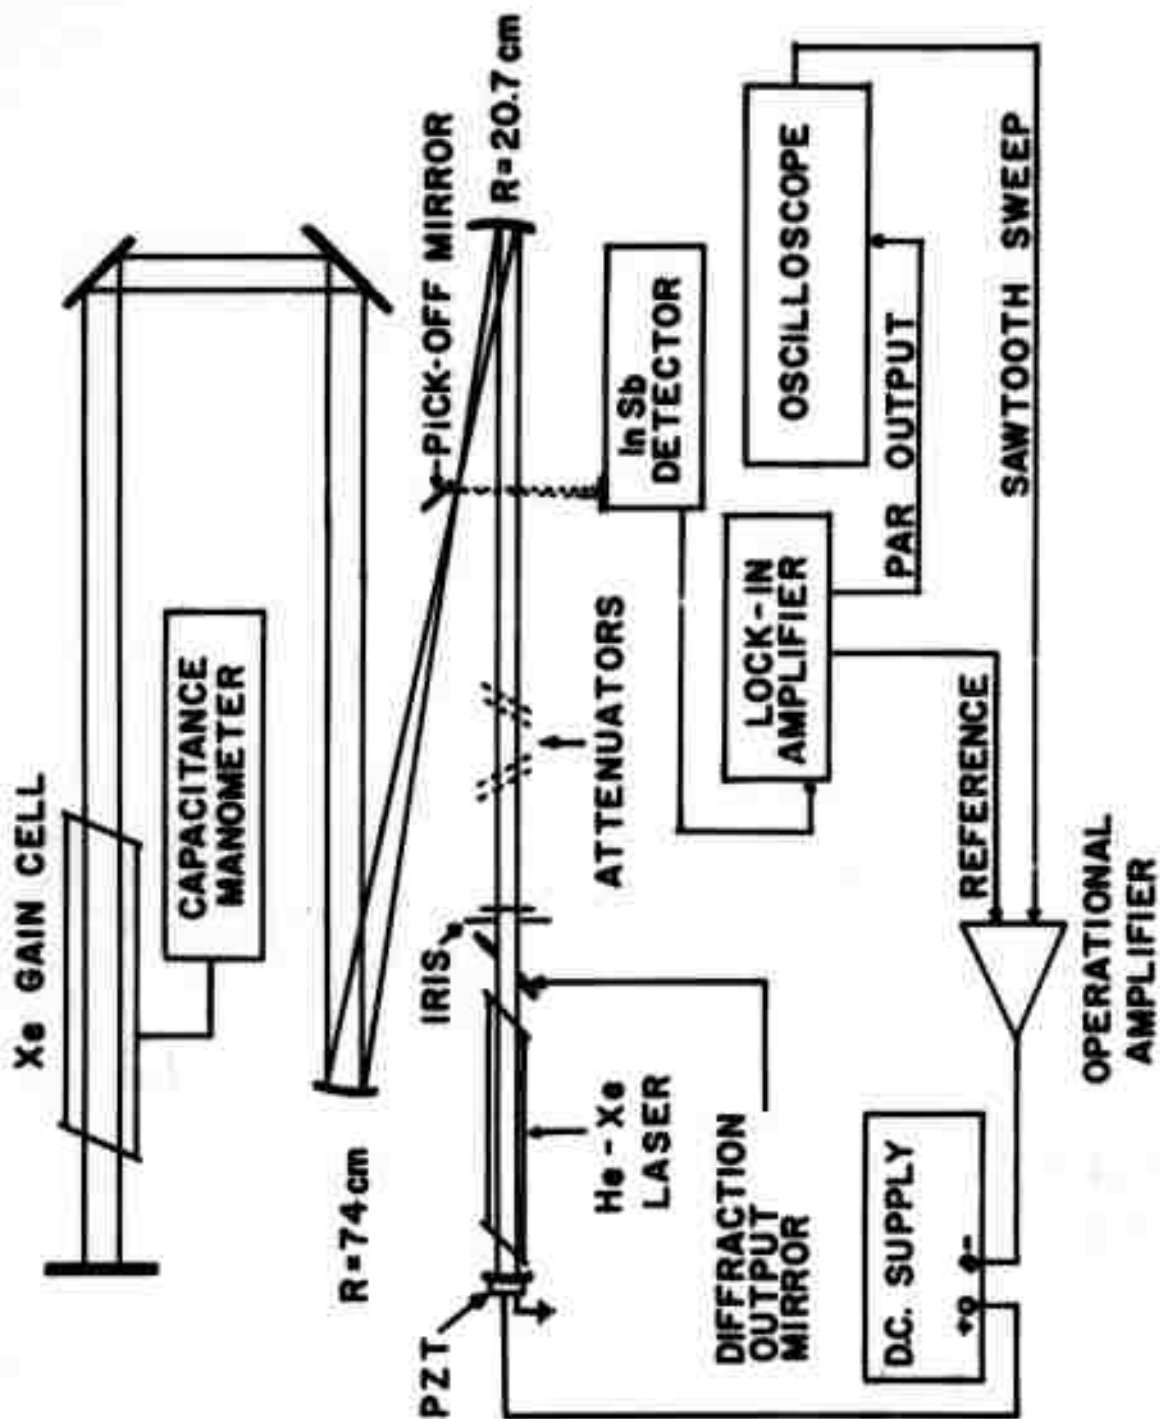 Xe GAIN CELL
CAPACITANCE
MANOMETER
R=74cm
R=20.7cm
PICK-OFF MIRROR
PZT
IRIS
ATTENUATORS
He-Xe
LASER
DIFFRACTION
OUTPUT
MIRROR
InSb
DETECTOR
LOCK-IN
AMPLIFIER
OSCILLOSCOPE
PAR OUTPUT
REFERENCE
SAWTOOTH SWEEP
D.C. SUPPLY
+ -
OPERATIONAL
AMPLIFIER